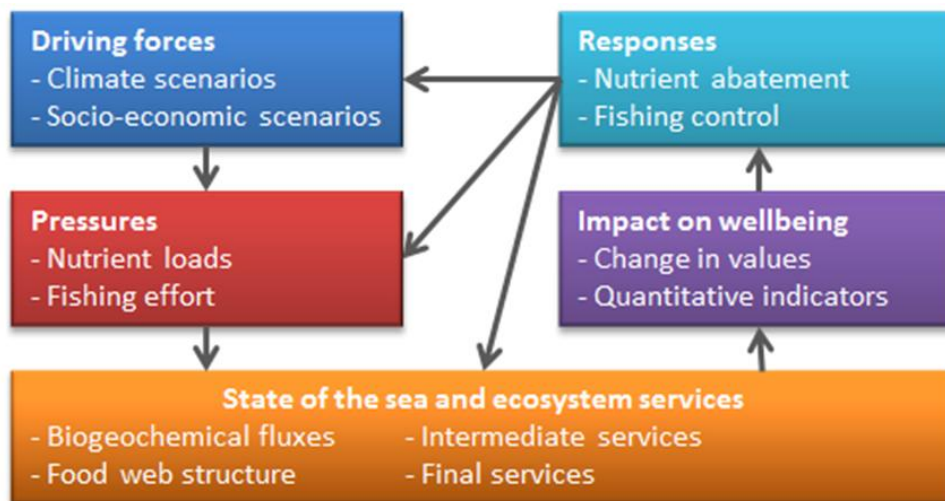 Driving forces
- Climate scenarios
- Socio-economic scenarios
Responses
- Nutrient abatement
- Fishing control
Pressures
- Nutrient loads
- Fishing effort
Impact on wellbeing
- Change in values
- Quantitative indicators
State of the sea and ecosystem services
- Biogeochemical fluxes
- Food web structure
- Intermediate services
- Final services